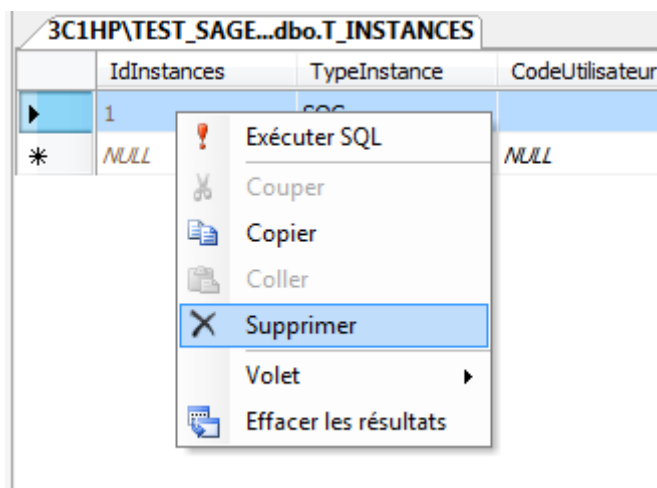 3C1HP\TEST_SAGE...dbo.T_INSTANCES
IdInstances TypeInstance CodeUtilisateur
1
NULL NULL
Exécuter SQL
Couper
Copier
Coller
Supprimer
Volet
Effacer les résultats